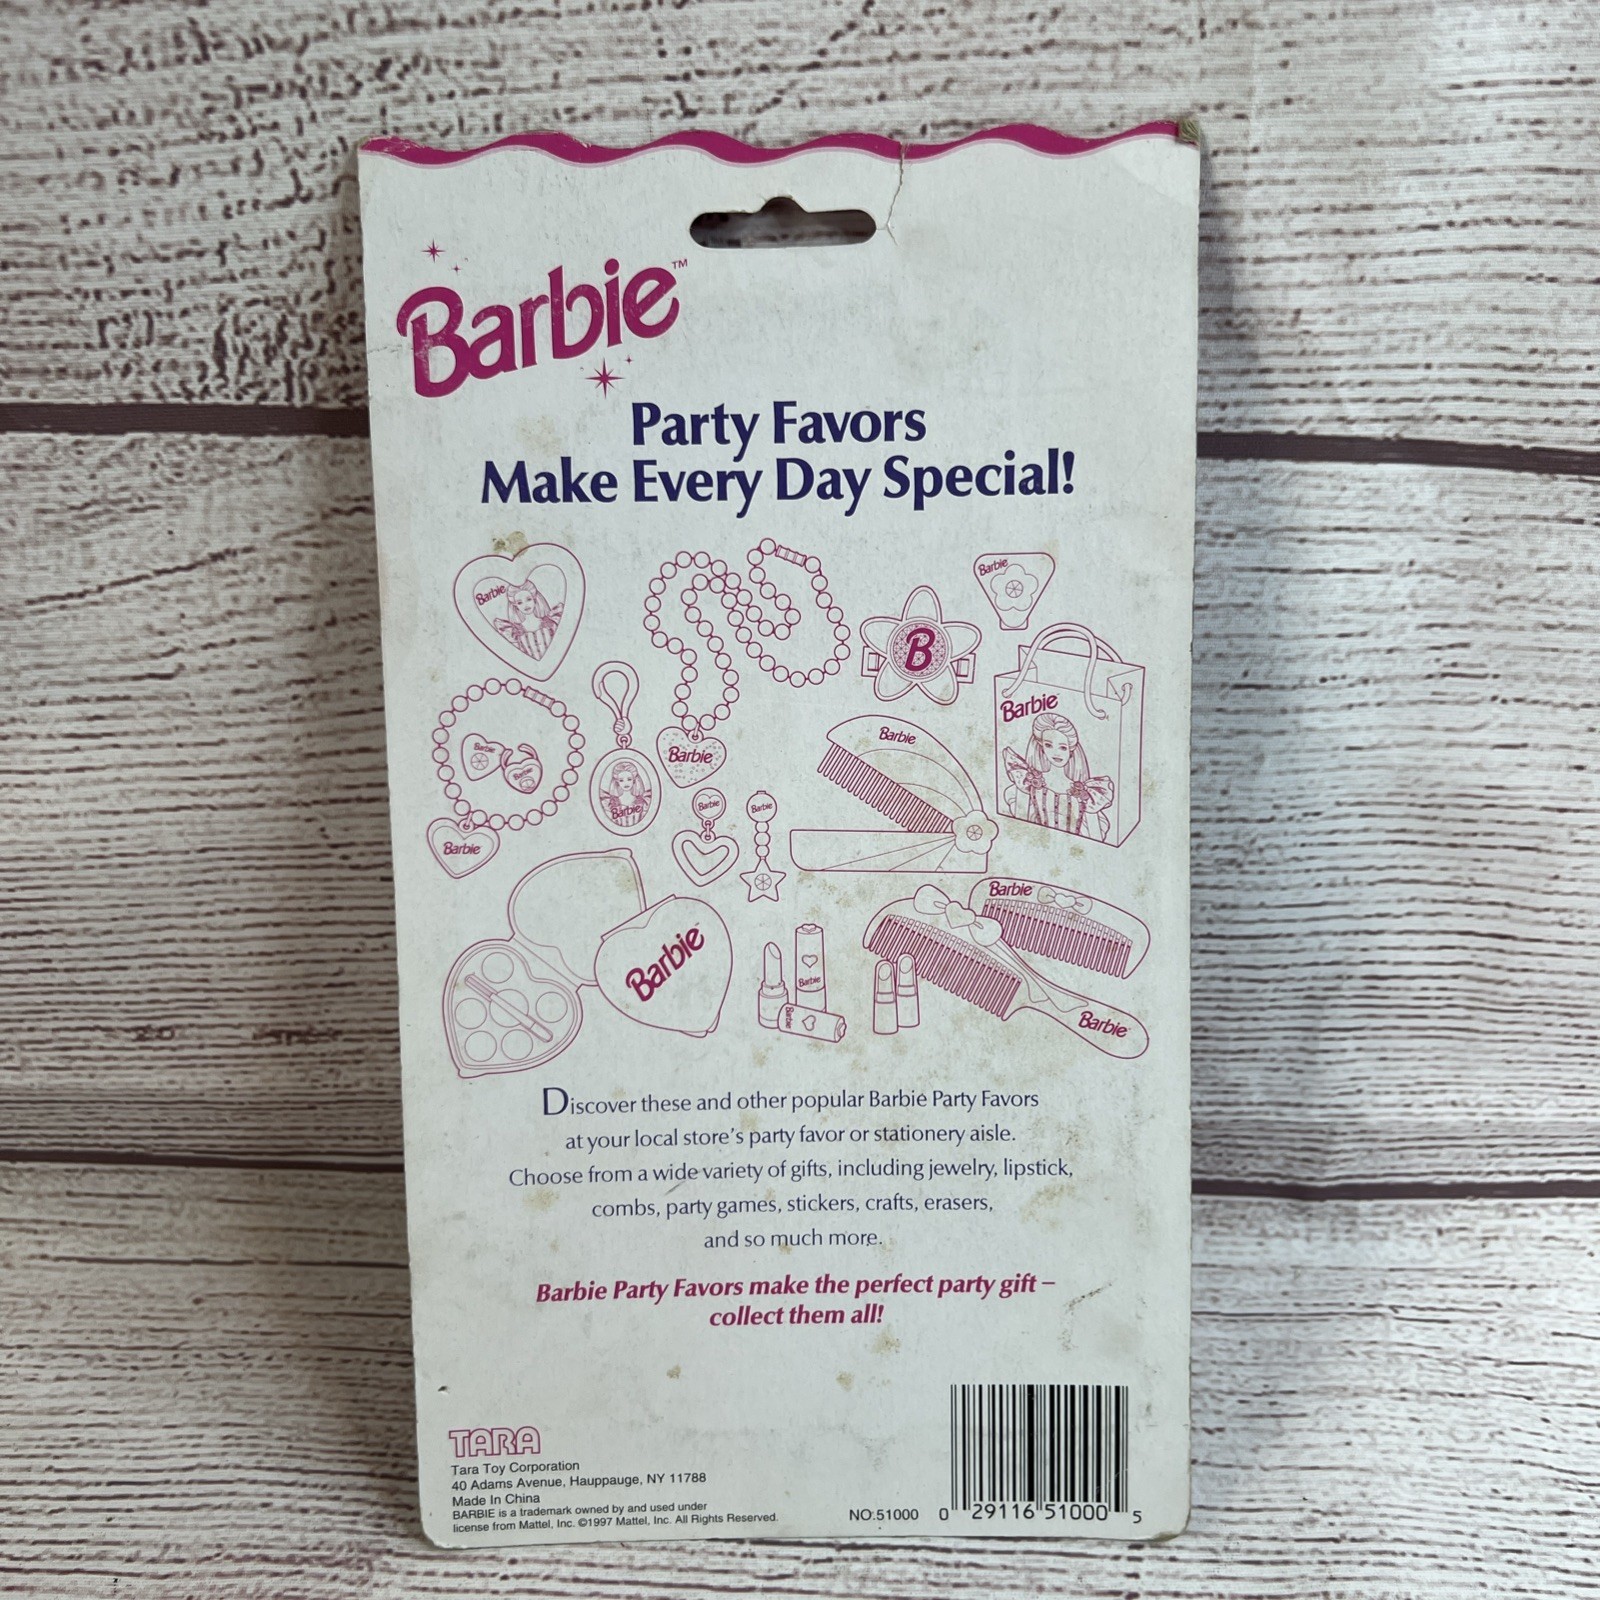 Barbie™
Party Favors
Make Every Day Special!
Barbie
Barbie
Barbie
B
Barbie
Barbie
Barbie
Barbie
Barbie
Barbie
Barbie
Barbie
Barbie
Barbie
Barbie
Barbie
Barbie
Barbie
Discover these and other popular Barbie Party Favors
at your local store's party favor or stationery aisle.
Choose from a wide variety of gifts, including jewelry, lipstick,
combs, party games, stickers, crafts, erasers,
and so much more.
Barbie Party Favors make the perfect party gift –
collect them all!
TARA
Tara Toy Corporation
40 Adams Avenue, Hauppauge, NY 11788
Made In China
BARBIE is a trademark owned by and used under
license from Mattel, Inc. ©1997 Mattel, Inc. All Rights Reserved.
NO.51000
0 29116 51000 5